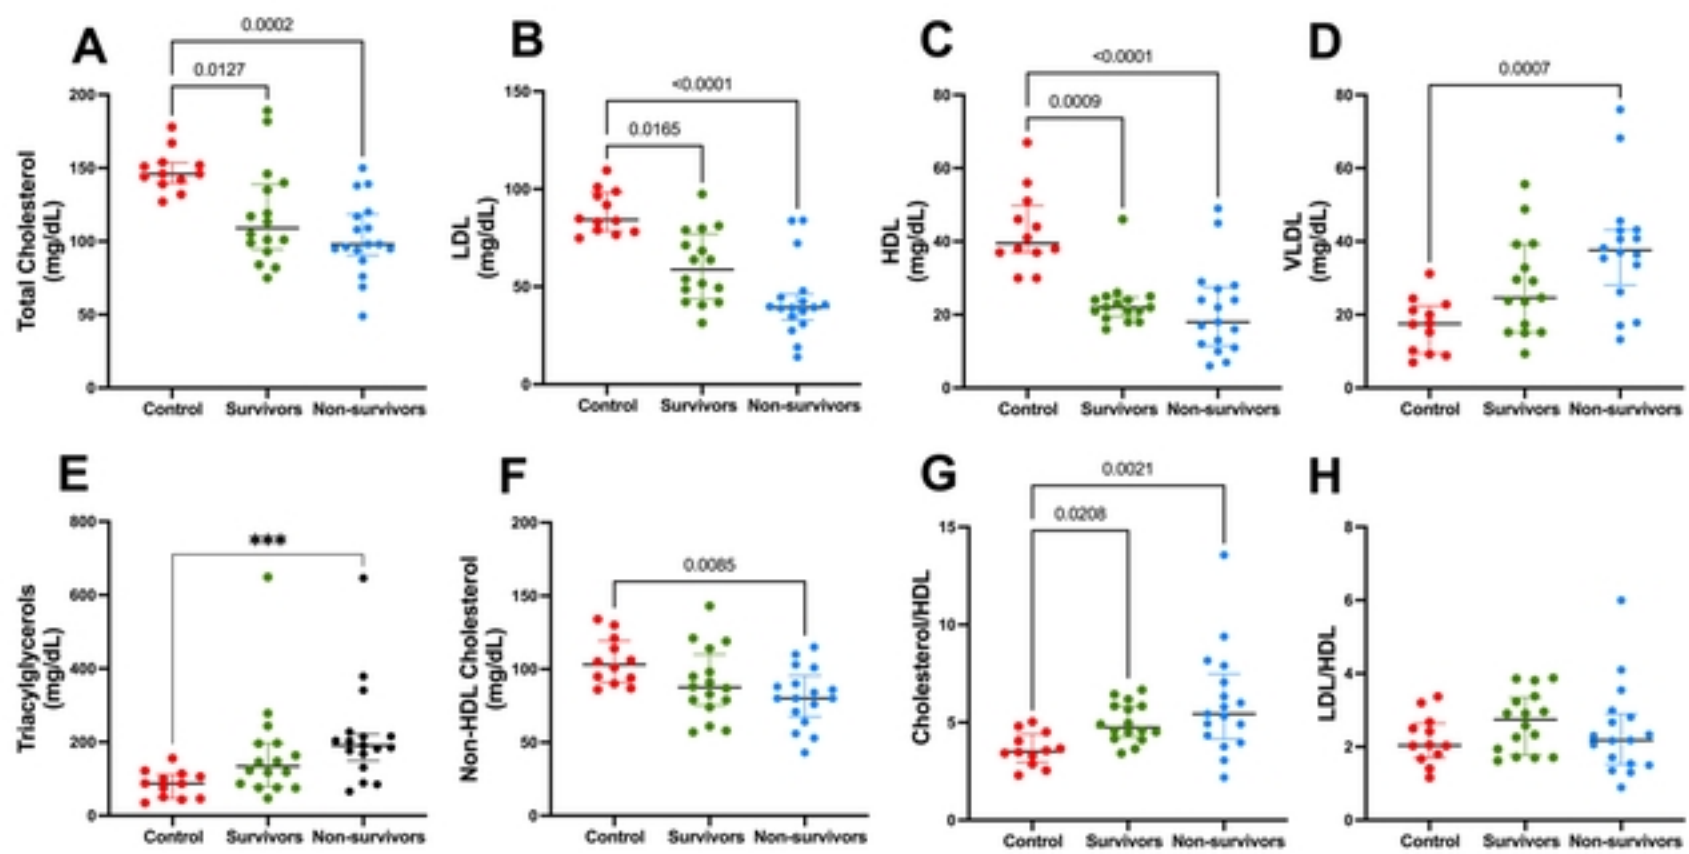 A
0.0002
0.0127
Total Cholesterol
(mg/dL)
200
150
100
50
0
Control
Survivors
Non-survivors
B
<0.0001
0.0165
LDL
(mg/dL)
150
100
50
0
Control
Survivors
Non-survivors
C
<0.0001
0.0009
HDL
(mg/dL)
80
60
40
20
0
Control
Survivors
Non-survivors
D
0.0007
VLDL
(mg/dL)
80
60
40
20
0
Control
Survivors
Non-survivors
E
***
Triacylglycerols
(mg/dL)
800
600
400
200
0
Control
Survivors
Non-survivors
F
0.0085
Non-HDL Cholesterol
(mg/dL)
200
150
100
50
0
Control
Survivors
Non-survivors
G
0.0021
0.0208
Cholesterol/HDL
15
10
5
0
Control
Survivors
Non-survivors
H
LDL/HDL
8
6
4
2
0
Control
Survivors
Non-survivors